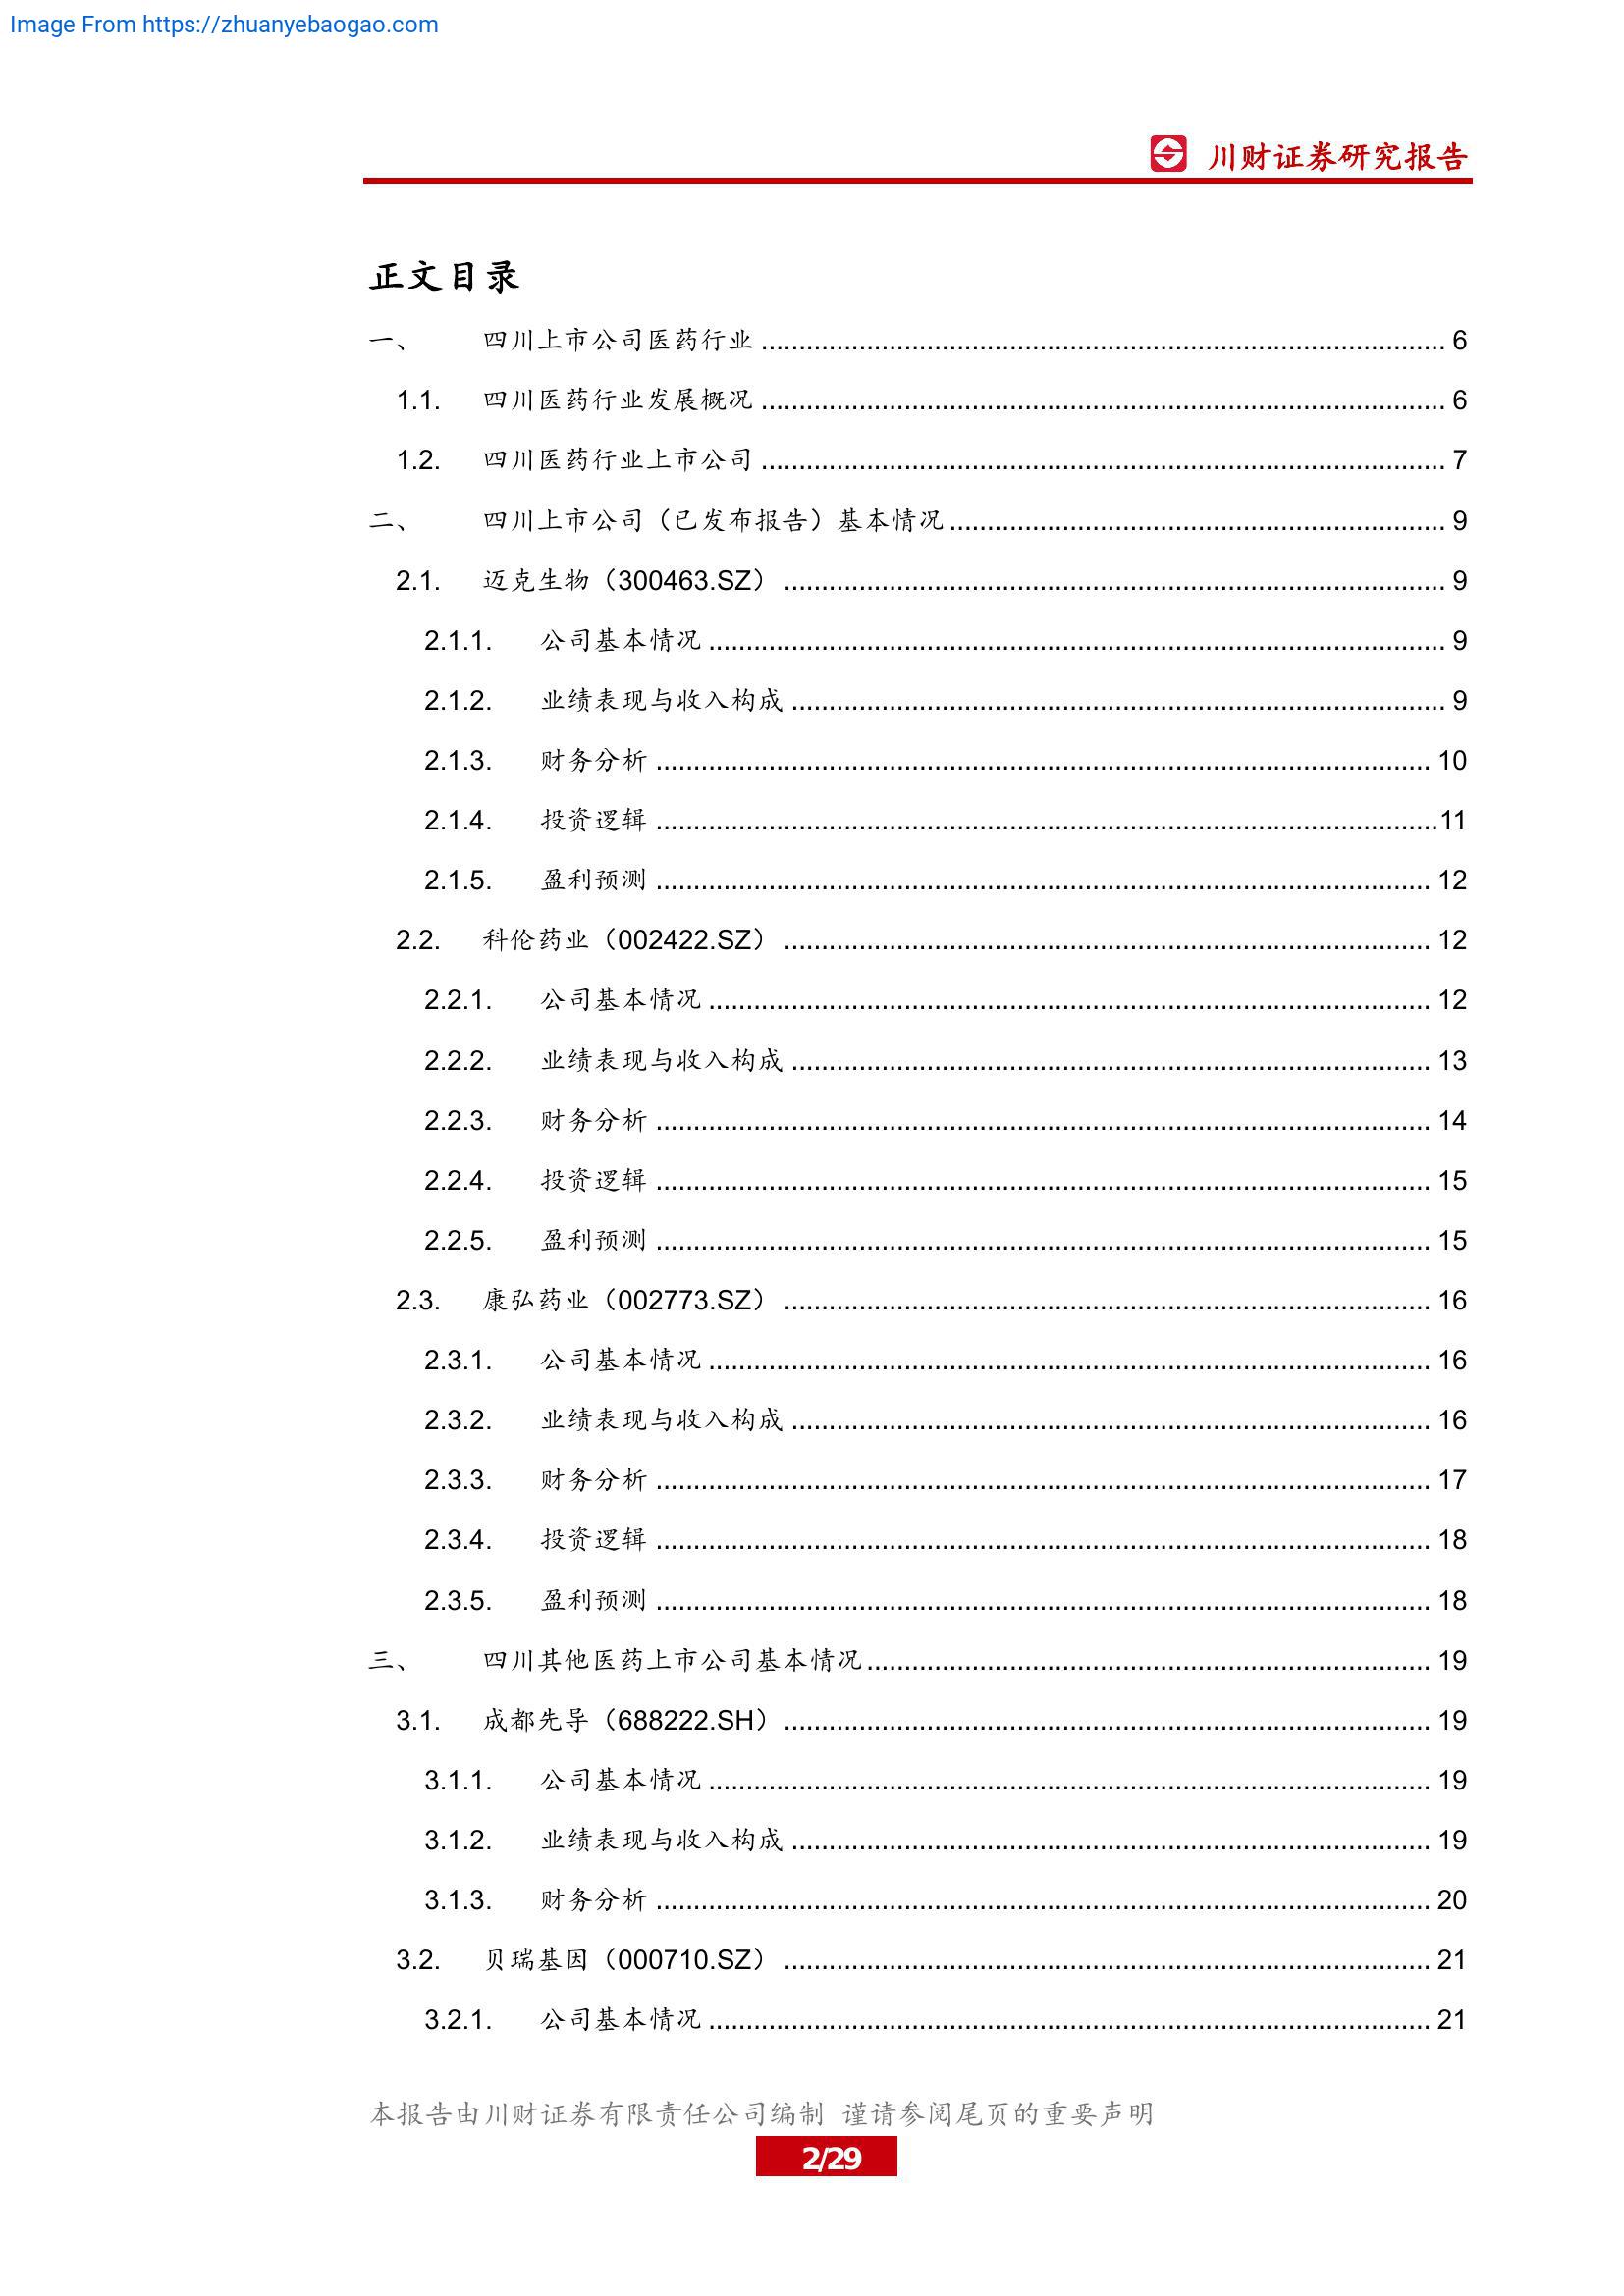 Image From https://zhuanyebaogao.com
川财证券研究报告
正文目录
一、 四川上市公司医药行业 6
1.1. 四川医药行业发展概况 6
1.2. 四川医药行业上市公司 7
二、 四川上市公司（已发布报告）基本情况 9
2.1. 迈克生物（300463.SZ） 9
2.1.1. 公司基本情况 9
2.1.2. 业绩表现与收入构成 9
2.1.3. 财务分析 10
2.1.4. 投资逻辑 11
2.1.5. 盈利预测 12
2.2. 科伦药业（002422.SZ） 12
2.2.1. 公司基本情况 12
2.2.2. 业绩表现与收入构成 13
2.2.3. 财务分析 14
2.2.4. 投资逻辑 15
2.2.5. 盈利预测 15
2.3. 康弘药业（002773.SZ） 16
2.3.1. 公司基本情况 16
2.3.2. 业绩表现与收入构成 16
2.3.3. 财务分析 17
2.3.4. 投资逻辑 18
2.3.5. 盈利预测 18
三、 四川其他医药上市公司基本情况 19
3.1. 成都先导（688222.SH） 19
3.1.1. 公司基本情况 19
3.1.2. 业绩表现与收入构成 19
3.1.3. 财务分析 20
3.2. 贝瑞基因（000710.SZ） 21
3.2.1. 公司基本情况 21
本报告由川财证券有限责任公司编制 谨请参阅尾页的重要声明
2/29